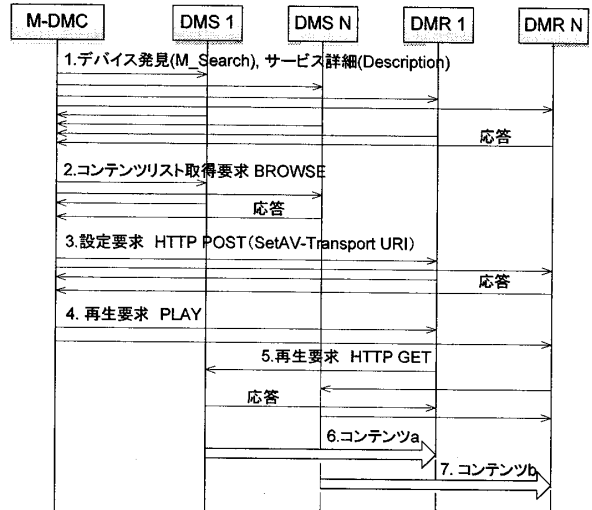 M-DMC
DMS 1
DMS N
DMR 1
DMR N
1.デバイス発見(M_Search), サービス詳細(Description)
応答
2.コンテンツリスト取得要求 BROWSE
応答
3.設定要求 HTTP POST(SetAV-Transport URI)
応答
4. 再生要求 PLAY
5.再生要求 HTTP GET
応答
6.コンテンツa
7. コンテンツb